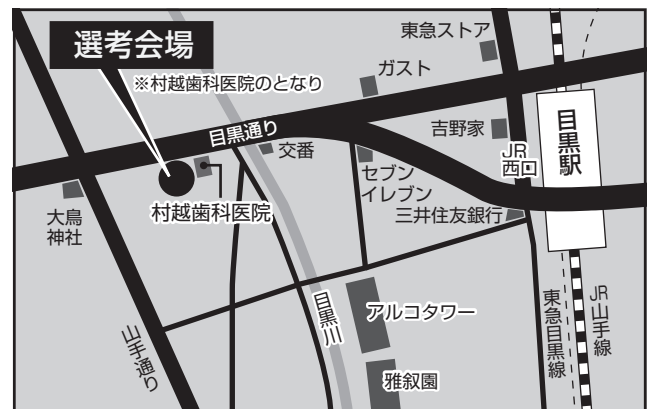 選考会場
※村越歯科医院のとなり
東急ストア
ガスト
目黒通り
交番
吉野家
JR
西口
目黒駅
セブン
イレブン
三井住友銀行
村越歯科医院
大鳥
神社
山手通り
目黒川
アルコタワー
雅叙園
東急目黒線
JR山手線